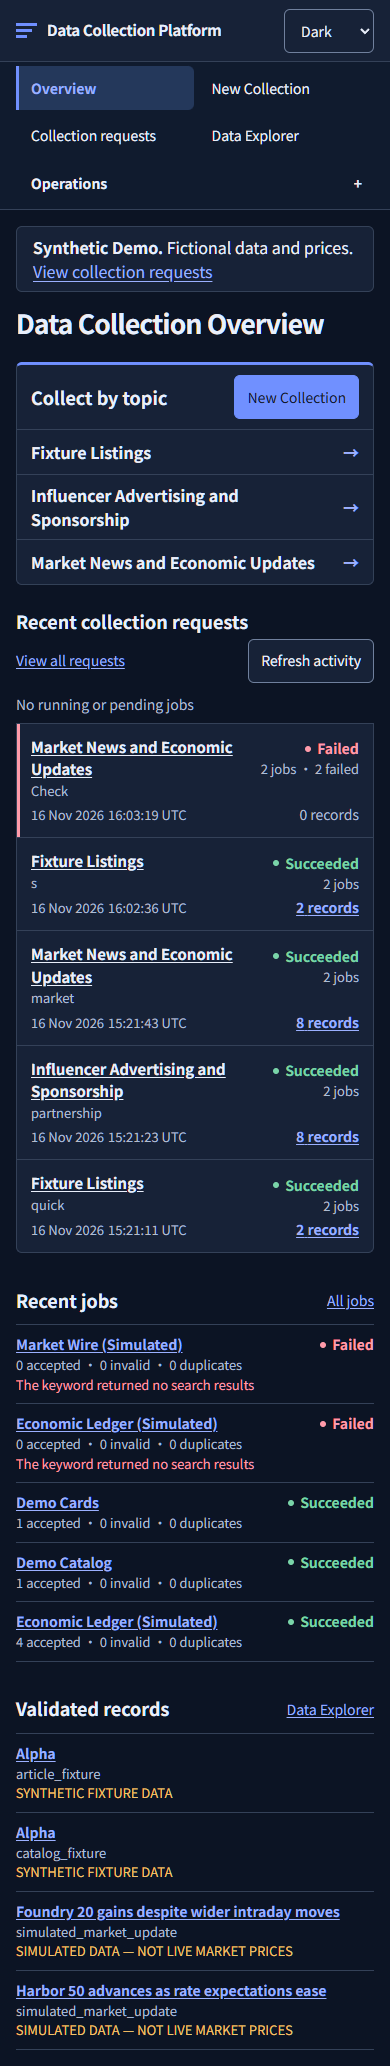 Data Collection Platform
Dark
Overview
New Collection
Collection requests
Data Explorer
Operations
+
Synthetic Demo. Fictional data and prices.
View collection requests
Data Collection Overview
Collect by topic
New Collection
Fixture Listings →
Influencer Advertising and
Sponsorship →
Market News and Economic Updates →
Recent collection requests
View all requests
Refresh activity
No running or pending jobs
Market News and Economic
Updates
• Failed
2 jobs • 2 failed
Check
16 Nov 2026 16:03:19 UTC
0 records
Fixture Listings
• Succeeded
s
2 jobs
16 Nov 2026 16:02:36 UTC
2 records
Market News and Economic
Updates
• Succeeded
2 jobs
market
16 Nov 2026 15:21:43 UTC
8 records
Influencer Advertising and
Sponsorship
• Succeeded
2 jobs
partnership
16 Nov 2026 15:21:23 UTC
8 records
Fixture Listings
• Succeeded
quick
2 jobs
16 Nov 2026 15:21:11 UTC
2 records
Recent jobs
All jobs
Market Wire (Simulated)
• Failed
0 accepted • 0 invalid • 0 duplicates
The keyword returned no search results
Economic Ledger (Simulated)
• Failed
0 accepted • 0 invalid • 0 duplicates
The keyword returned no search results
Demo Cards
• Succeeded
1 accepted • 0 invalid • 0 duplicates
Demo Catalog
• Succeeded
1 accepted • 0 invalid • 0 duplicates
Economic Ledger (Simulated)
• Succeeded
4 accepted • 0 invalid • 0 duplicates
Validated records
Data Explorer
Alpha
article_fixture
SYNTHETIC FIXTURE DATA
Alpha
catalog_fixture
SYNTHETIC FIXTURE DATA
Foundry 20 gains despite wider intraday moves
simulated_market_update
SIMULATED DATA — NOT LIVE MARKET PRICES
Harbor 50 advances as rate expectations ease
simulated_market_update
SIMULATED DATA — NOT LIVE MARKET PRICES